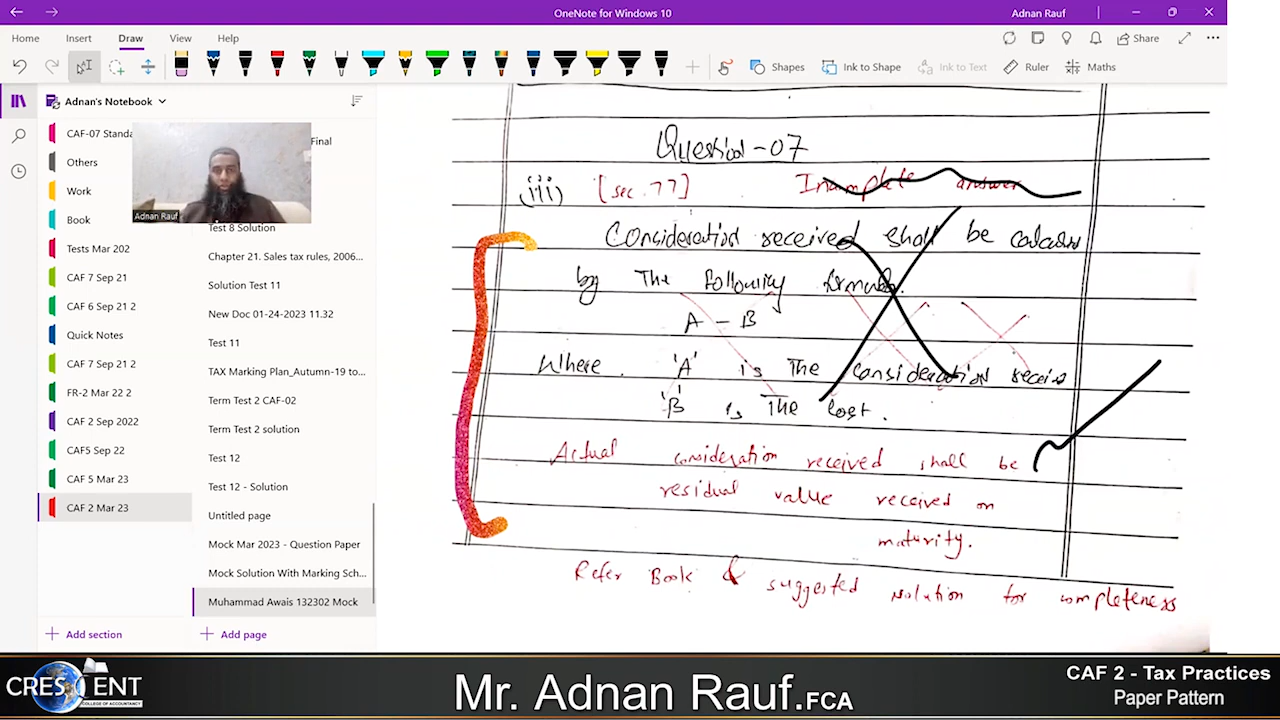 OneNote for Windows 10
Adnan Rauf
Home Insert Draw View Help
Share
Shapes Ink to Shape Ink to Text Ruler Maths
Adnan's Notebook
CAF-07 Standa
Others
Work
Book
Tests Mar 202
CAF 7 Sep 21
CAF 6 Sep 21 2
Quick Notes
CAF 7 Sep 21 2
FR-2 Mar 22 2
CAF 2 Sep 2022
CAF5 Sep 22
CAF 5 Mar 23
CAF 2 Mar 23
Add section
Final
Adnan Rauf
Test 8 Solution
Chapter 21. Sales tax rules, 2006...
Solution Test 11
New Doc 01-24-2023 11.32
Test 11
TAX Marking Plan_Autumn-19 to...
Term Test 2 CAF-02
Term Test 2 solution
Test 12
Test 12 - Solution
Untitled page
Mock Mar 2023 - Question Paper
Mock Solution With Marking Sch...
Muhammad Awais 132302 Mock
Add page
Question-07
(iii) [sec.77] Incomplete answer
Consideration received shall be
by The following formula.
A - B
Where 'A' is The consideration
'B' is The cost.
Actual consideration received shall be
residual value received on
maturity.
Refer Book & suggested solution for completeness
CRESCENT
COLLEGE OF ACCOUNTANCY
Mr. Adnan Rauf.FCA
CAF 2 - Tax Practices
Paper Pattern